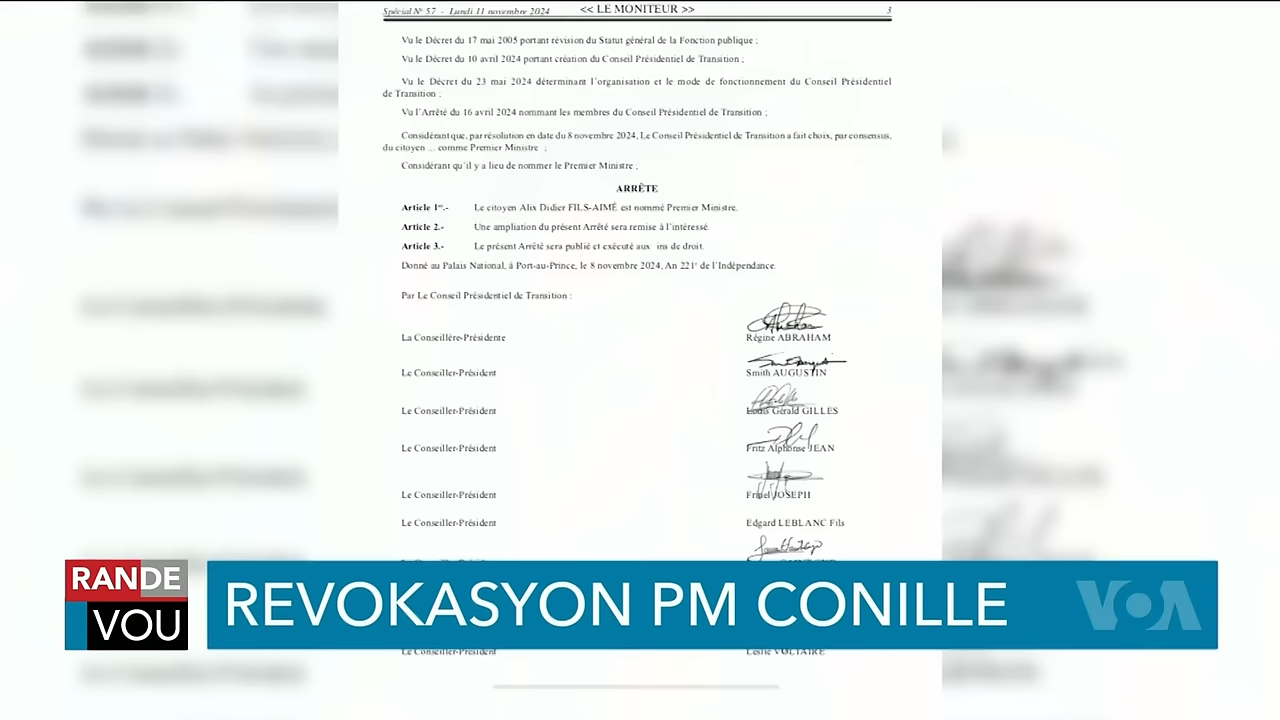 Spécial N° 57 - Lundi 11 novembre 2024 << LE MONITEUR >> 3
Vu le Décret du 17 mai 2005 portant révision du Statut général de la Fonction publique ;
Vu le Décret du 10 avril 2024 portant création du Conseil Présidentiel de Transition ;
Vu le Décret du 23 mai 2024 déterminant l'organisation et le mode de fonctionnement du Conseil Présidentiel
de Transition ;
Vu l'Arrêté du 16 avril 2024 nommant les membres du Conseil Présidentiel de Transition ;
Considérant que, par résolution en date du 8 novembre 2024, Le Conseil Présidentiel de Transition a fait choix, par consensus,
du citoyen ... comme Premier Ministre ;
Considérant qu'il y a lieu de nommer le Premier Ministre ;
ARRÊTE
Article 1er.- Le citoyen Alix Didier FILS-AIMÉ est nommé Premier Ministre.
Article 2.- Une ampliation du présent Arrêté sera remise à l'intéressé.
Article 3.- Le présent Arrêté sera publié et exécuté aux ins de droit.
Donné au Palais National, à Port-au-Prince, le 8 novembre 2024, An 221e de l'Indépendance.
Par Le Conseil Présidentiel de Transition :
La Conseillère-Présidente Régine ABRAHAM
Le Conseiller-Président Smith AUGUSTIN
Le Conseiller-Président Louis Gérald GILLES
Le Conseiller-Président Fritz Alphonse JEAN
Le Conseiller-Président Frinel JOSEPH
Le Conseiller-Président Edgard LEBLANC Fils
RANDE
VOU
REVOKASYON PM CONILLE
VOA
Le Conseiller-Président Leslie VOLTAIRE